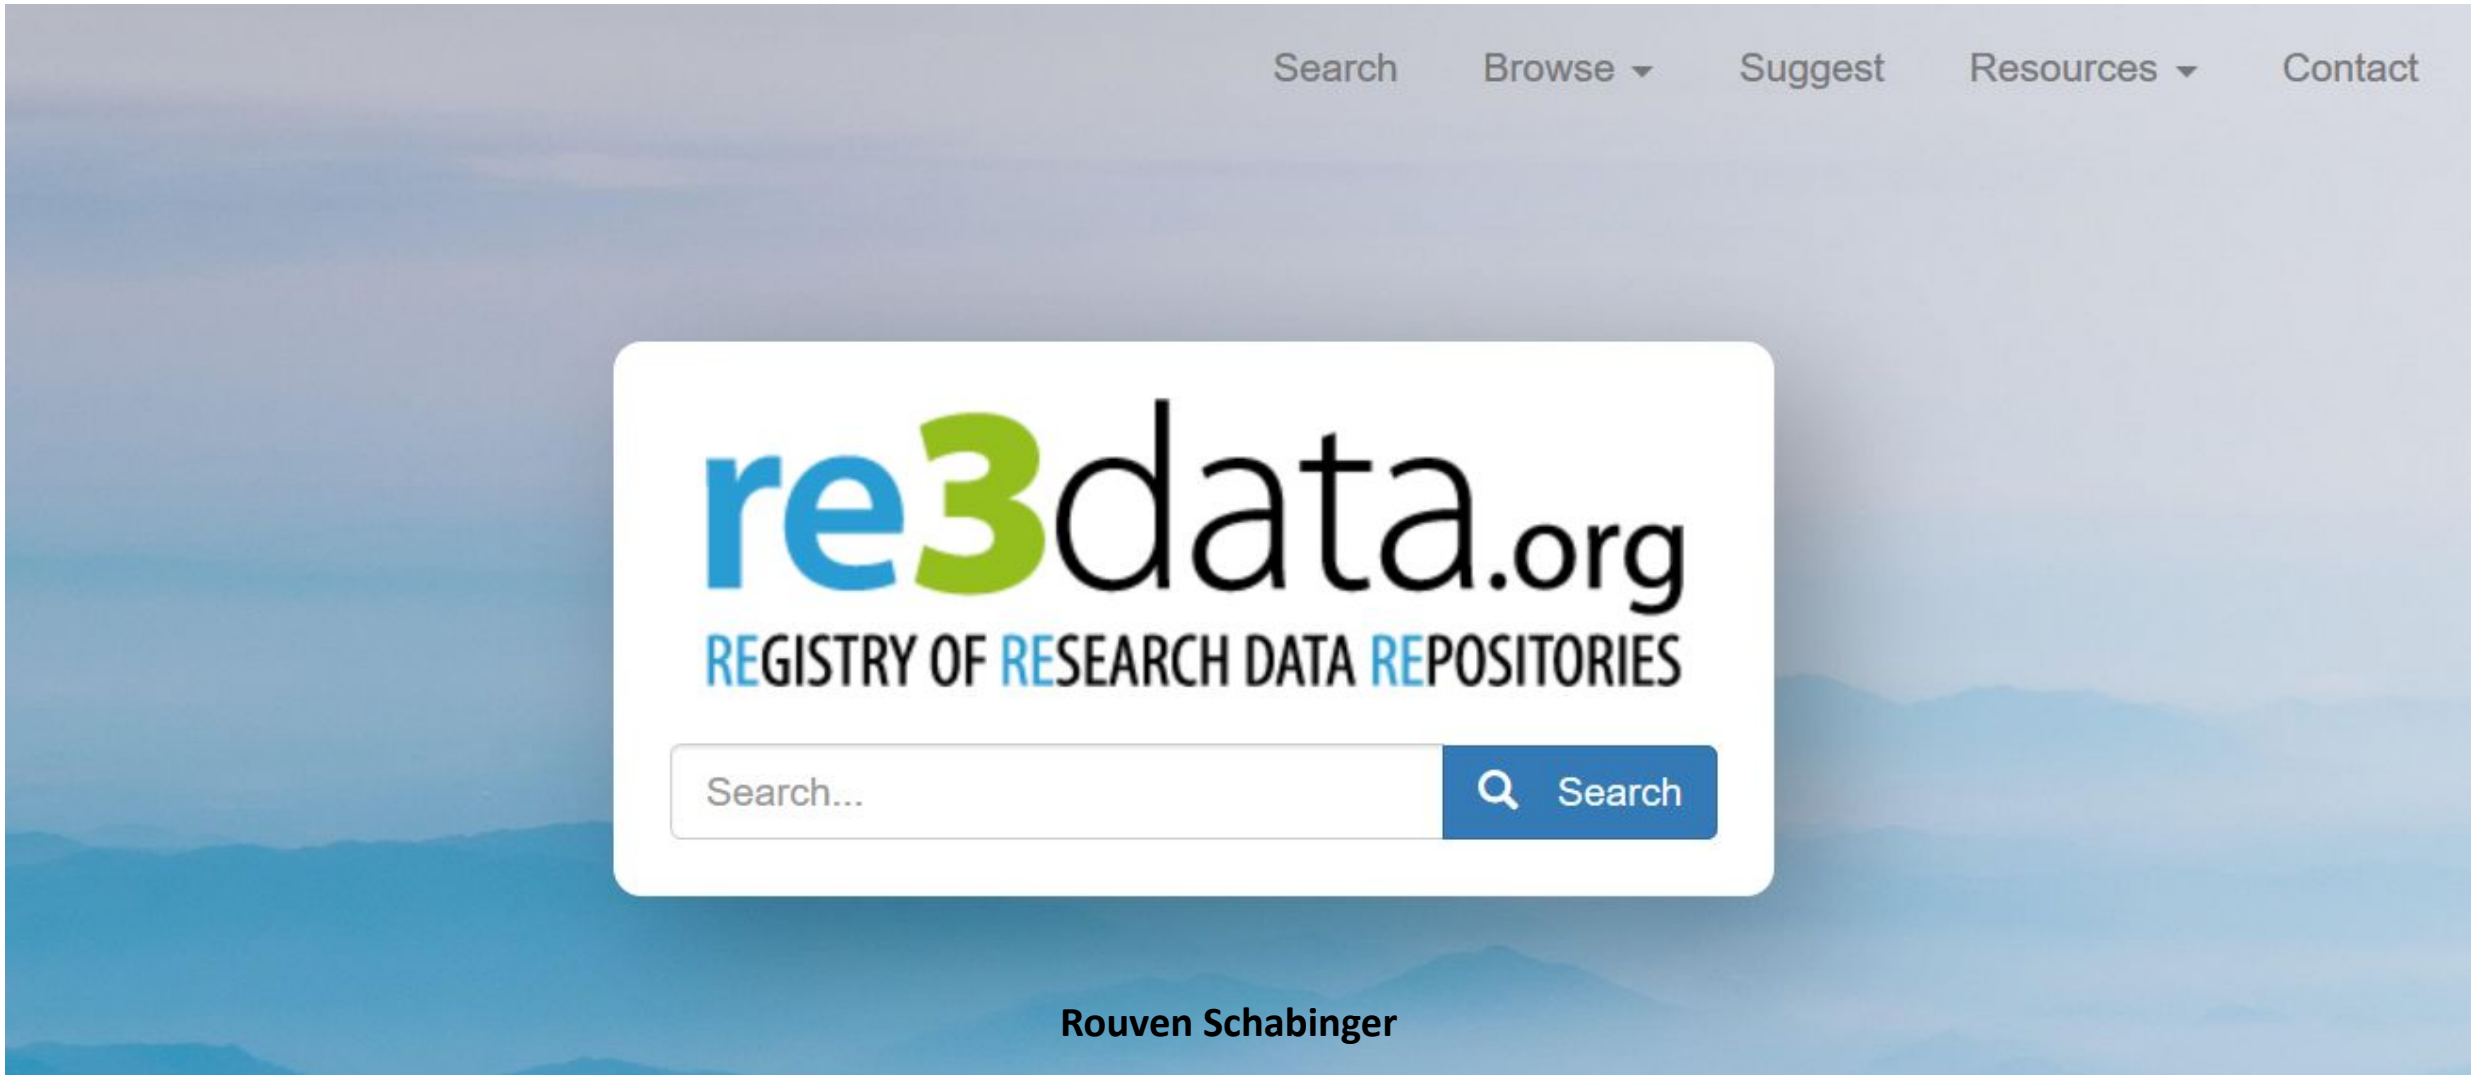 Search Browse Suggest Resources Contact
re3data.org
REGISTRY OF RESEARCH DATA REPOSITORIES
Search... Search
Rouven Schabinger